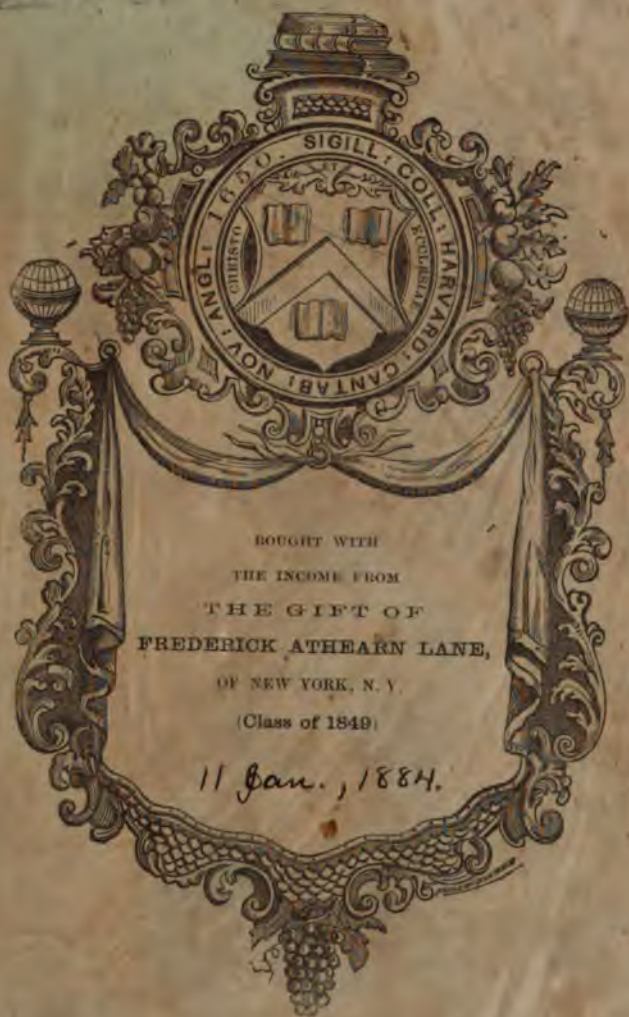 SIGILL: COLL: HARVARD: CANTAB: NOV: ANGL: 1650.
CHRISTO
ET
ECCLESIAE
BOUGHT WITH
THE INCOME FROM
THE GIFT OF
FREDERICK ATHEARN LANE,
OF NEW YORK, N. Y.
(Class of 1849)
11 Jan., 1884.